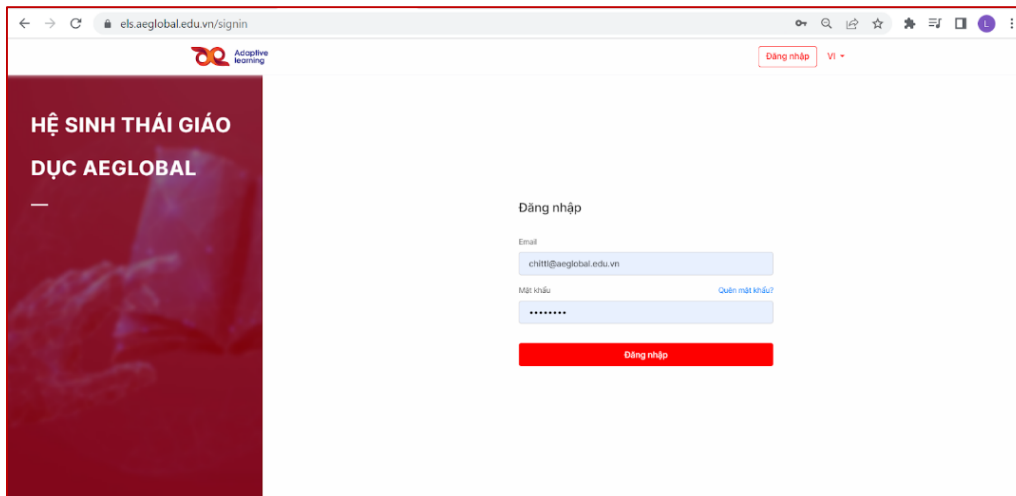 els.aeglobal.edu.vn/signin
L
Adaptive
learning
Đăng nhập VI
HỆ SINH THÁI GIÁO
DỤC AEGLOBAL
Đăng nhập
Email
chittl@aeglobal.edu.vn
Mật khẩu Quên mật khẩu?
••••••••
Đăng nhập